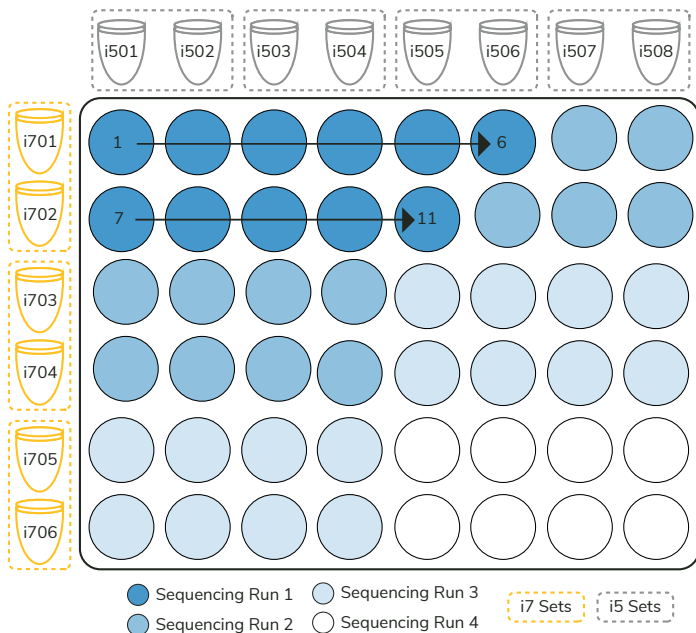 i501 i502 i503 i504 i505 i506 i507 i508
i701
1 6
i702
7 11
i703
i704
i705
i706
Sequencing Run 1
Sequencing Run 3
i7 Sets
i5 Sets
Sequencing Run 2
Sequencing Run 4